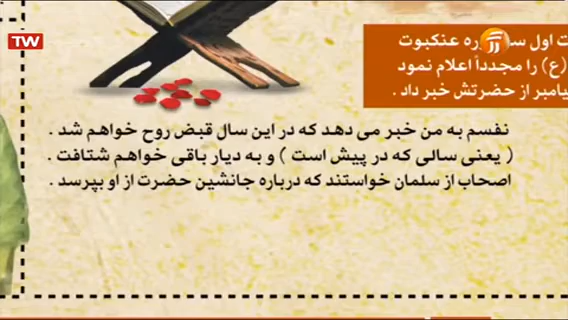 TW
ت اول سوره عنکبوت
(ع) را مجدداً اعلام نمود
یامبر از حضرتش خبر داد .
نفسم به من خبر می دهد که در این سال قبض روح خواهم شد .
( یعنی سالی که در پیش است ) و به دیار باقی خواهم شتافت .
اصحاب از سلمان خواستند که درباره جانشین حضرت از او بپرسد .